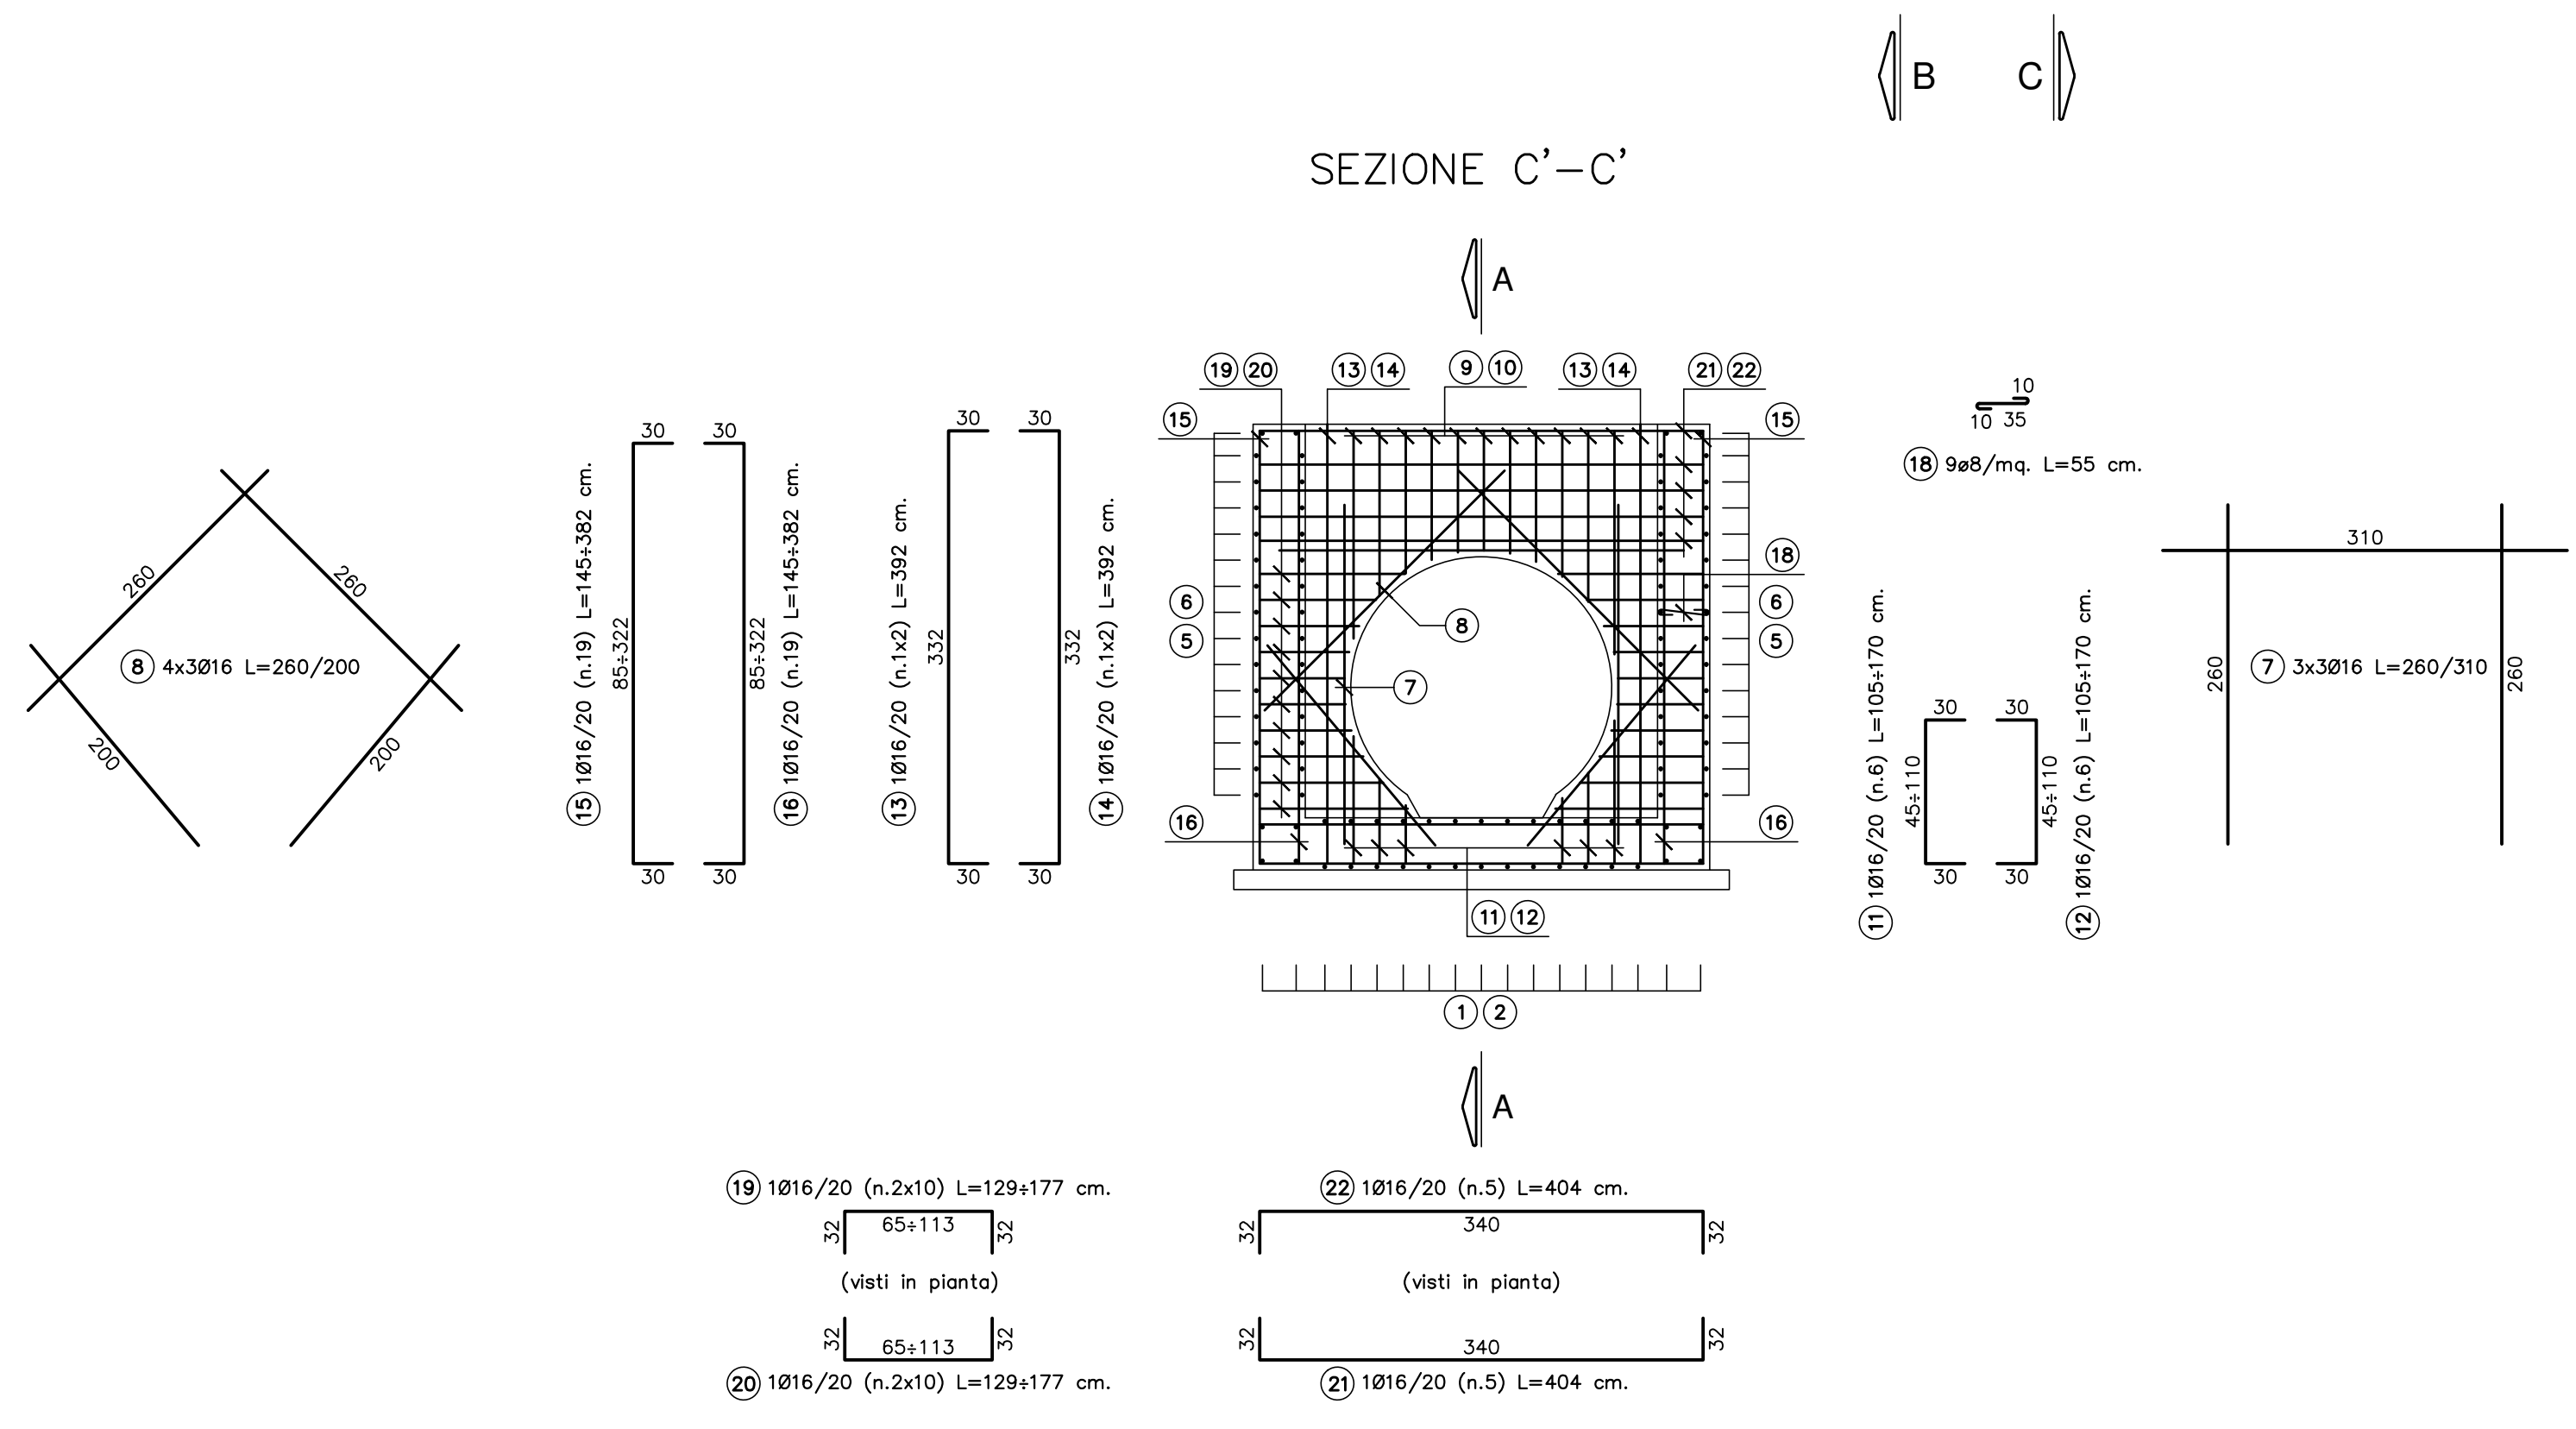 B C
SEZIONE C'–C'
A
19 20 13 14 9 10 13 14 21 22
15 15
18
6 6
5 5
8
7
16 16
11 12
1 2
A
260 260
8 4x3Ø16 L=260/200
200 200
15 1Ø16/20 (n.19) L=145÷382 cm.
30 30
85÷322 85÷322
30 30
16 1Ø16/20 (n.19) L=145÷382 cm.
13 1Ø16/20 (n.1x2) L=392 cm.
30 30
332 332
30 30
14 1Ø16/20 (n.1x2) L=392 cm.
10
10 35
18 9ø8/mq. L=55 cm.
11 1Ø16/20 (n.6) L=105÷170 cm.
30 30
45÷110 45÷110
30 30
12 1Ø16/20 (n.6) L=105÷170 cm.
310
260 7 3x3Ø16 L=260/310 260
19 1Ø16/20 (n.2x10) L=129÷177 cm.
32 65÷113 32
(visti in pianta)
32 65÷113 32
20 1Ø16/20 (n.2x10) L=129÷177 cm.
22 1Ø16/20 (n.5) L=404 cm.
32 340 32
(visti in pianta)
32 340 32
21 1Ø16/20 (n.5) L=404 cm.